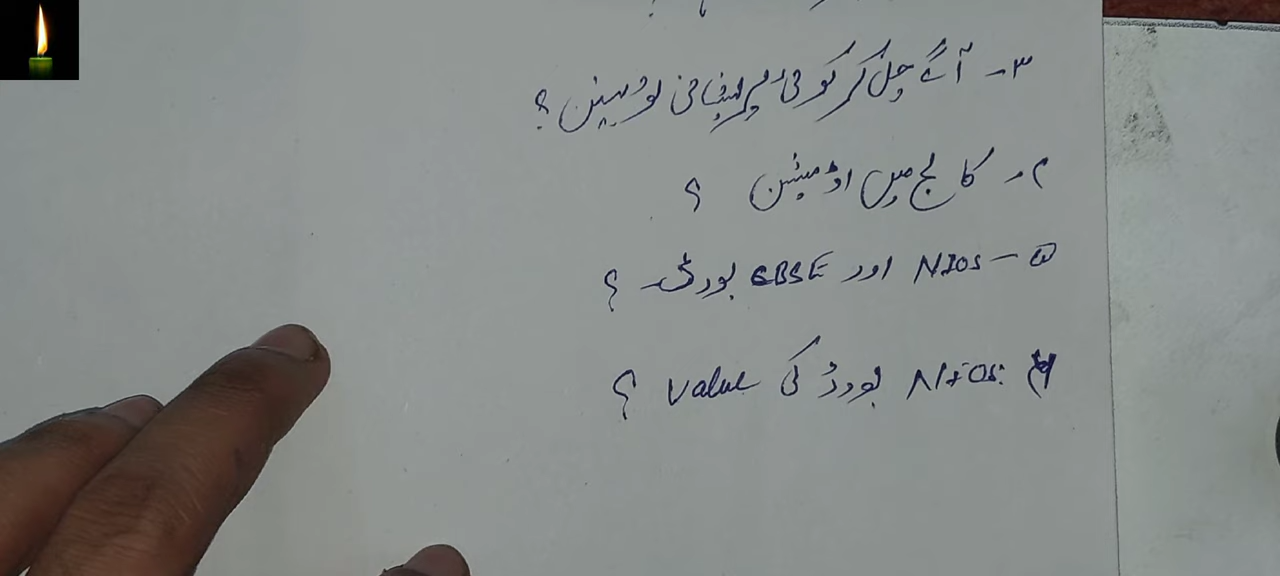 ۳۔ آگے چل کر کوئی پریشانی تو نہیں ؟
۴۔ کالج میں اڈمیشن ؟
۵ - NIOS اور CBSE بورڈ ؟
۶ NIOS: بورڈ کی Value ؟